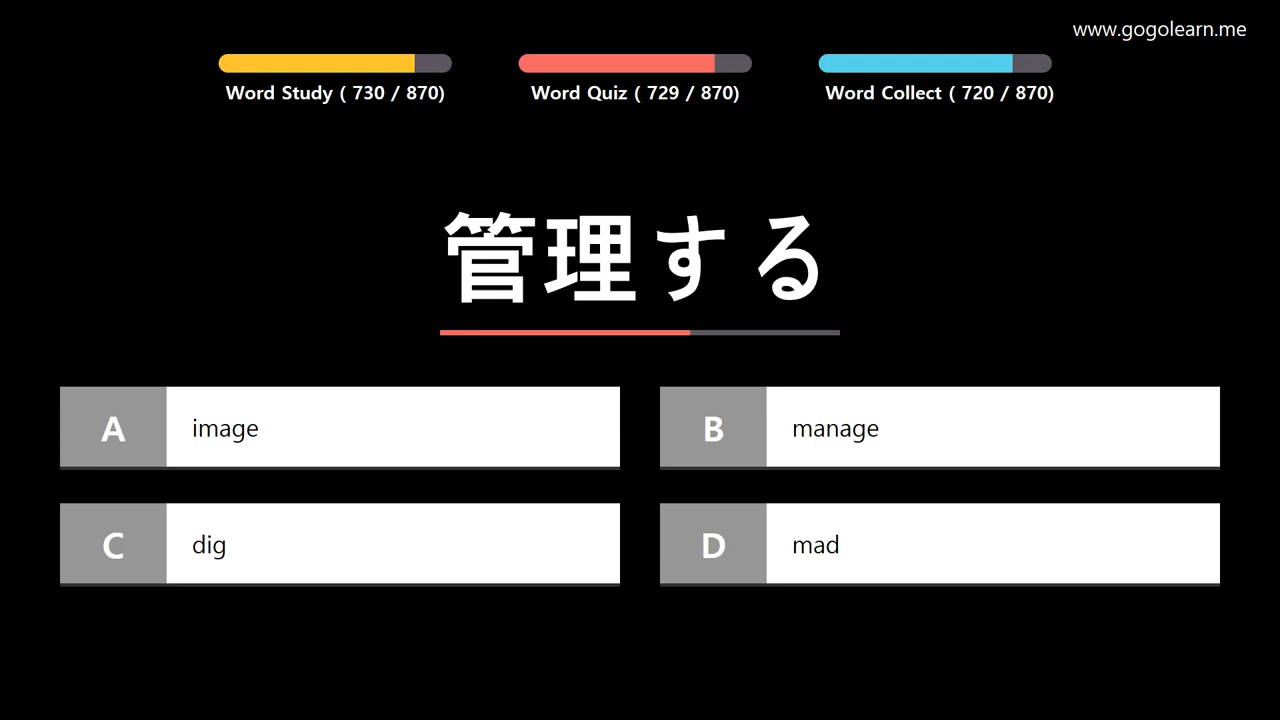 www.gogolearn.me
Word Study ( 730 / 870)
Word Quiz ( 729 / 870)
Word Collect ( 720 / 870)
管理する
A image
B manage
C dig
D mad